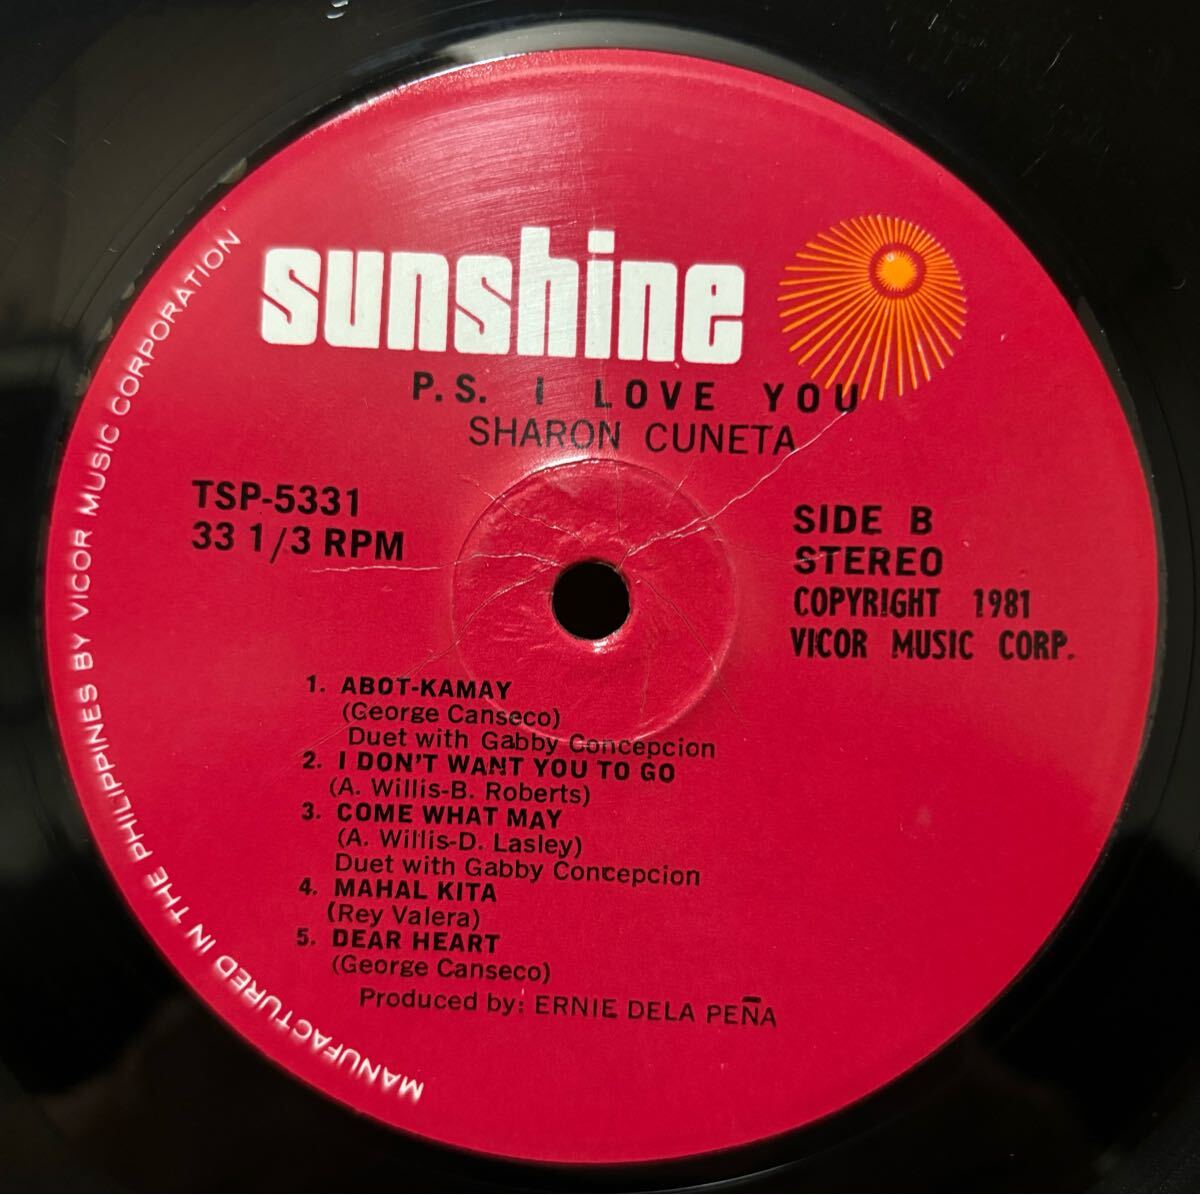 sunshine
P.S. I LOVE YOU
SHARON CUNETA
TSP-5331
33 1/3 RPM
SIDE B
STEREO
COPYRIGHT 1981
VICOR MUSIC CORP.
1. ABOT-KAMAY
(George Canseco)
Duet with Gabby Concepcion
2. I DON'T WANT YOU TO GO
(A. Willis-B. Roberts)
3. COME WHAT MAY
(A. Willis-D. Lasley)
Duet with Gabby Concepcion
4. MAHAL KITA
(Rey Valera)
5. DEAR HEART
(George Canseco)
Produced by: ERNIE DELA PEÑA
MANUFACTURED IN THE PHILIPPINES BY VICOR MUSIC CORPORATION